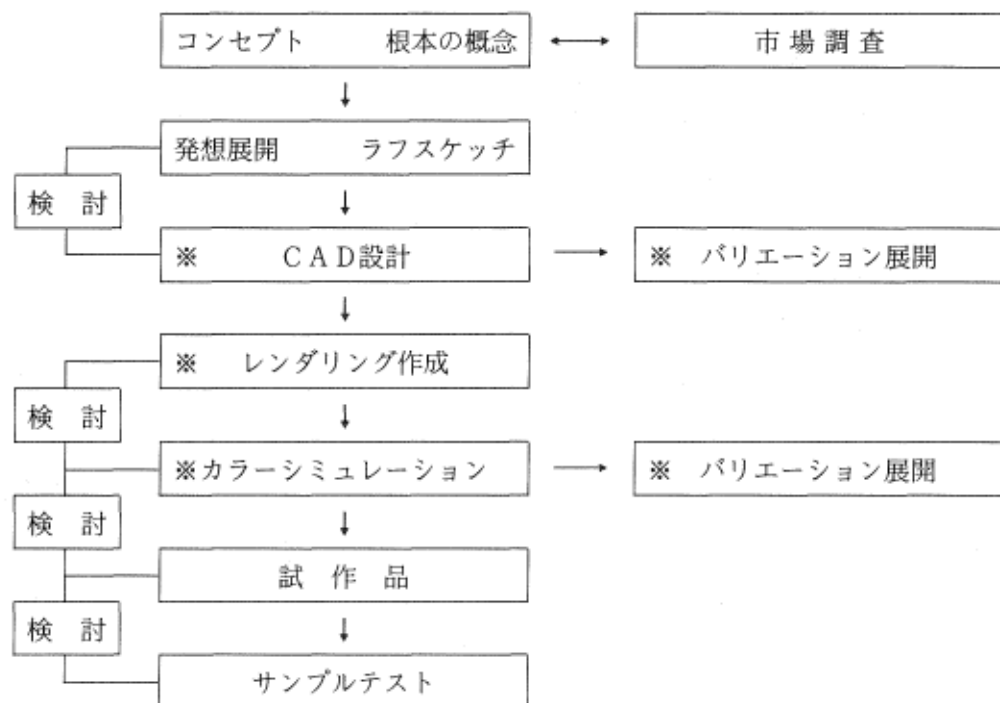 コンセプト 根本の概念
市場調査
発想展開 ラフスケッチ
検討
※ CAD設計
※ バリエーション展開
※ レンダリング作成
検討
※カラーシミュレーション
※ バリエーション展開
検討
試作品
検討
サンプルテスト